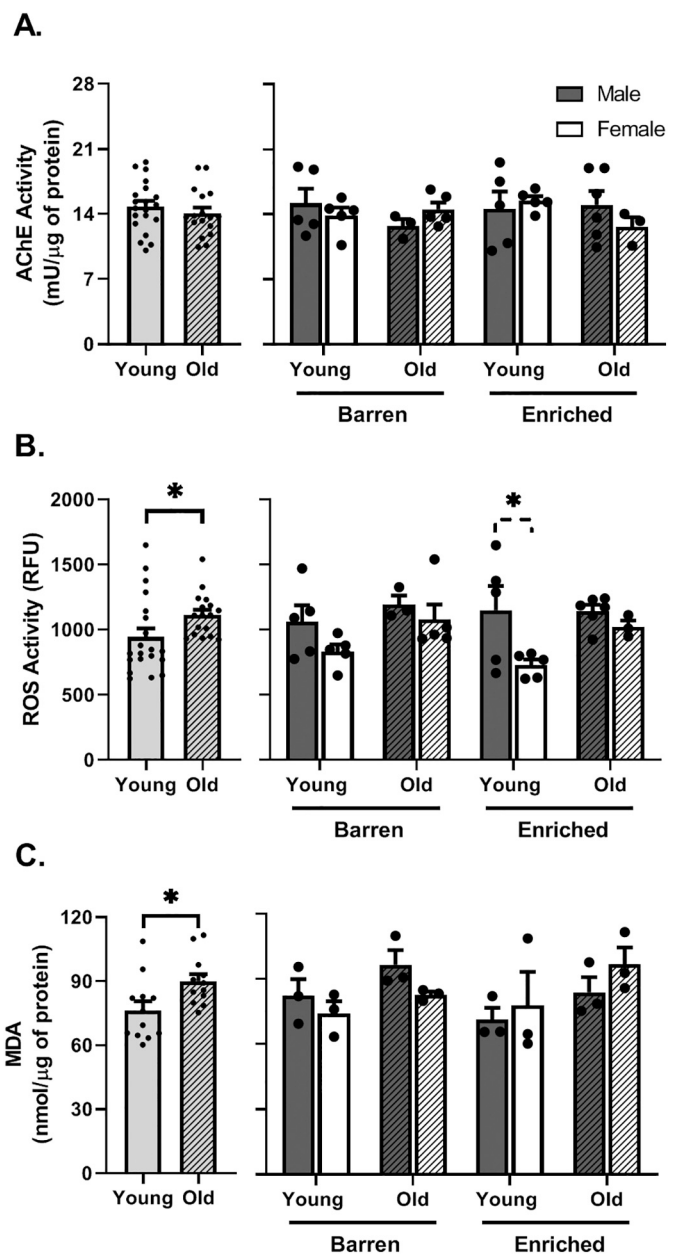 A.
AChE Activity
(mU/μg of protein)
28
21
14
7
0
Young Old
Male
Female
Young Old Young Old
Barren Enriched
B.
ROS Activity (RFU)
2000
1500
1000
500
0
*
Young Old
*
Young Old Young Old
Barren Enriched
C.
MDA
(nmol/μg of protein)
120
90
60
30
0
*
Young Old
Young Old Young Old
Barren Enriched